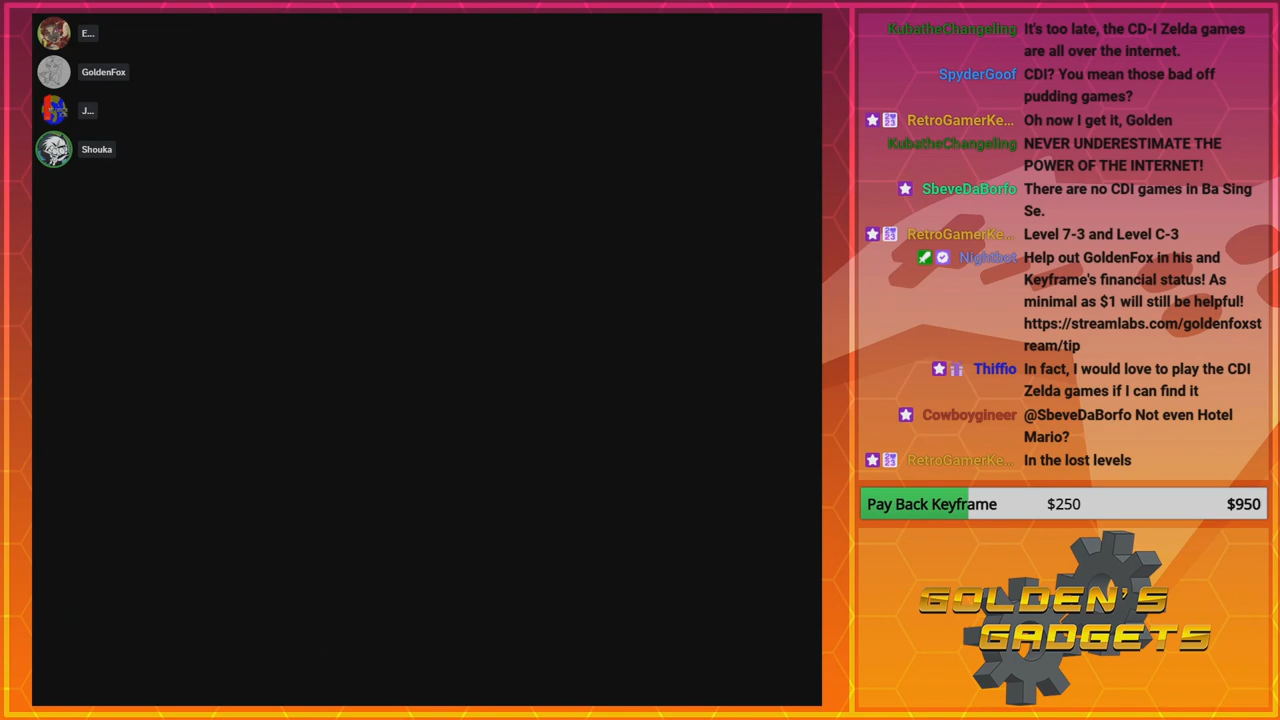 E...
GoldenFox
J...
Shouka
KubatheChangeling It's too late, the CD-I Zelda games
are all over the internet.
SpyderGoof CDI? You mean those bad off
pudding games?
RetroGamerKe... Oh now I get it, Golden
KubatheChangeling NEVER UNDERESTIMATE THE
POWER OF THE INTERNET!
SbeveDaBorfo There are no CDI games in Ba Sing
Se.
RetroGamerKe... Level 7-3 and Level C-3
Nightbot Help out GoldenFox in his and
Keyframe's financial status! As
minimal as $1 will still be helpful!
https://streamlabs.com/goldenfoxst
ream/tip
Thiffio In fact, I would love to play the CDI
Zelda games if I can find it
Cowboygineer @SbeveDaBorfo Not even Hotel
Mario?
RetroGamerKe... In the lost levels
Pay Back Keyframe $250 $950
GOLDEN'S
GADGETS